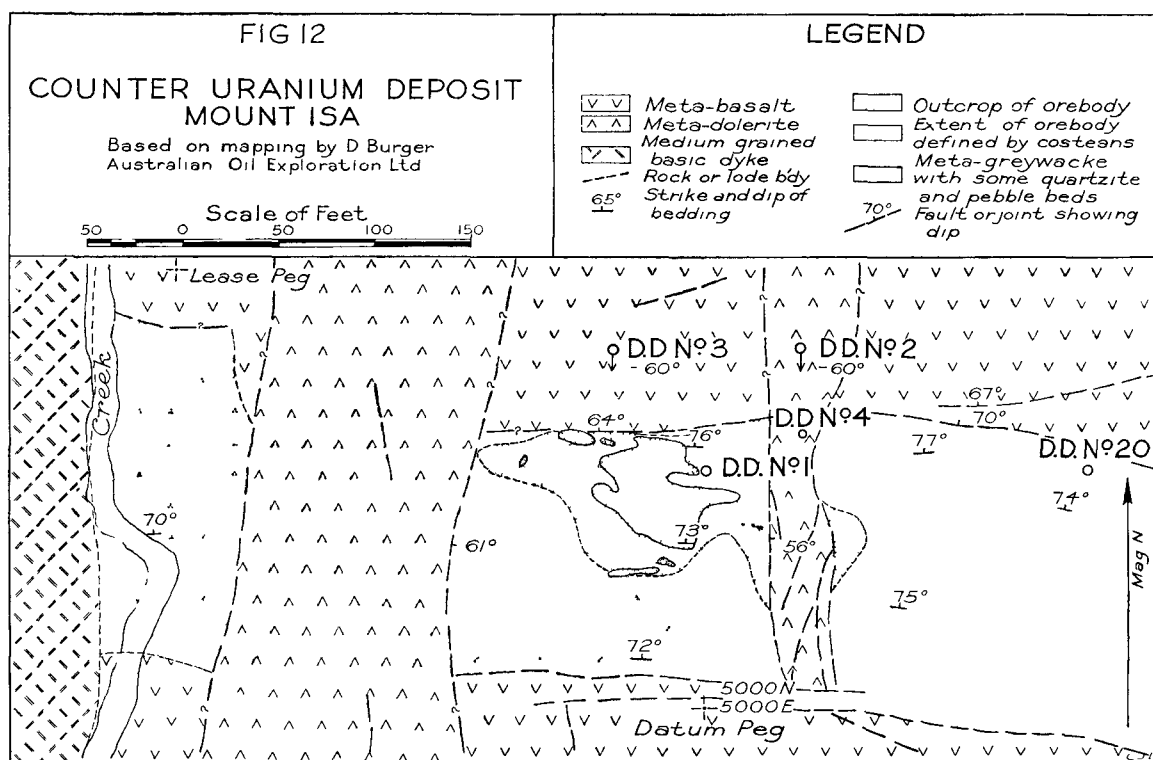 FIG 12
COUNTER URANIUM DEPOSIT
MOUNT ISA
Based on mapping by D Burger
Australian Oil Exploration Ltd
Scale of Feet
50 0 50 100 150
LEGEND
Meta-basalt
Meta-dolerite
Medium grained
basic dyke
Rock or lode bdy
65° Strike and dip of
bedding
Outcrop of orebody
Extent of orebody
defined by costeans
Meta-greywacke
with some quartzite
and pebble beds
70° Fault or joint showing
dip
Lease Peg
Creek
D.D Nº3
-60°
D D. Nº2
-60°
67°
64°
70°
D.D Nº4
76°
77°
D.D. Nº20
D.D. Nº1
74°
70°
73°
61°
56°
Mag N
75°
72°
5000N
5000E
Datum Peg